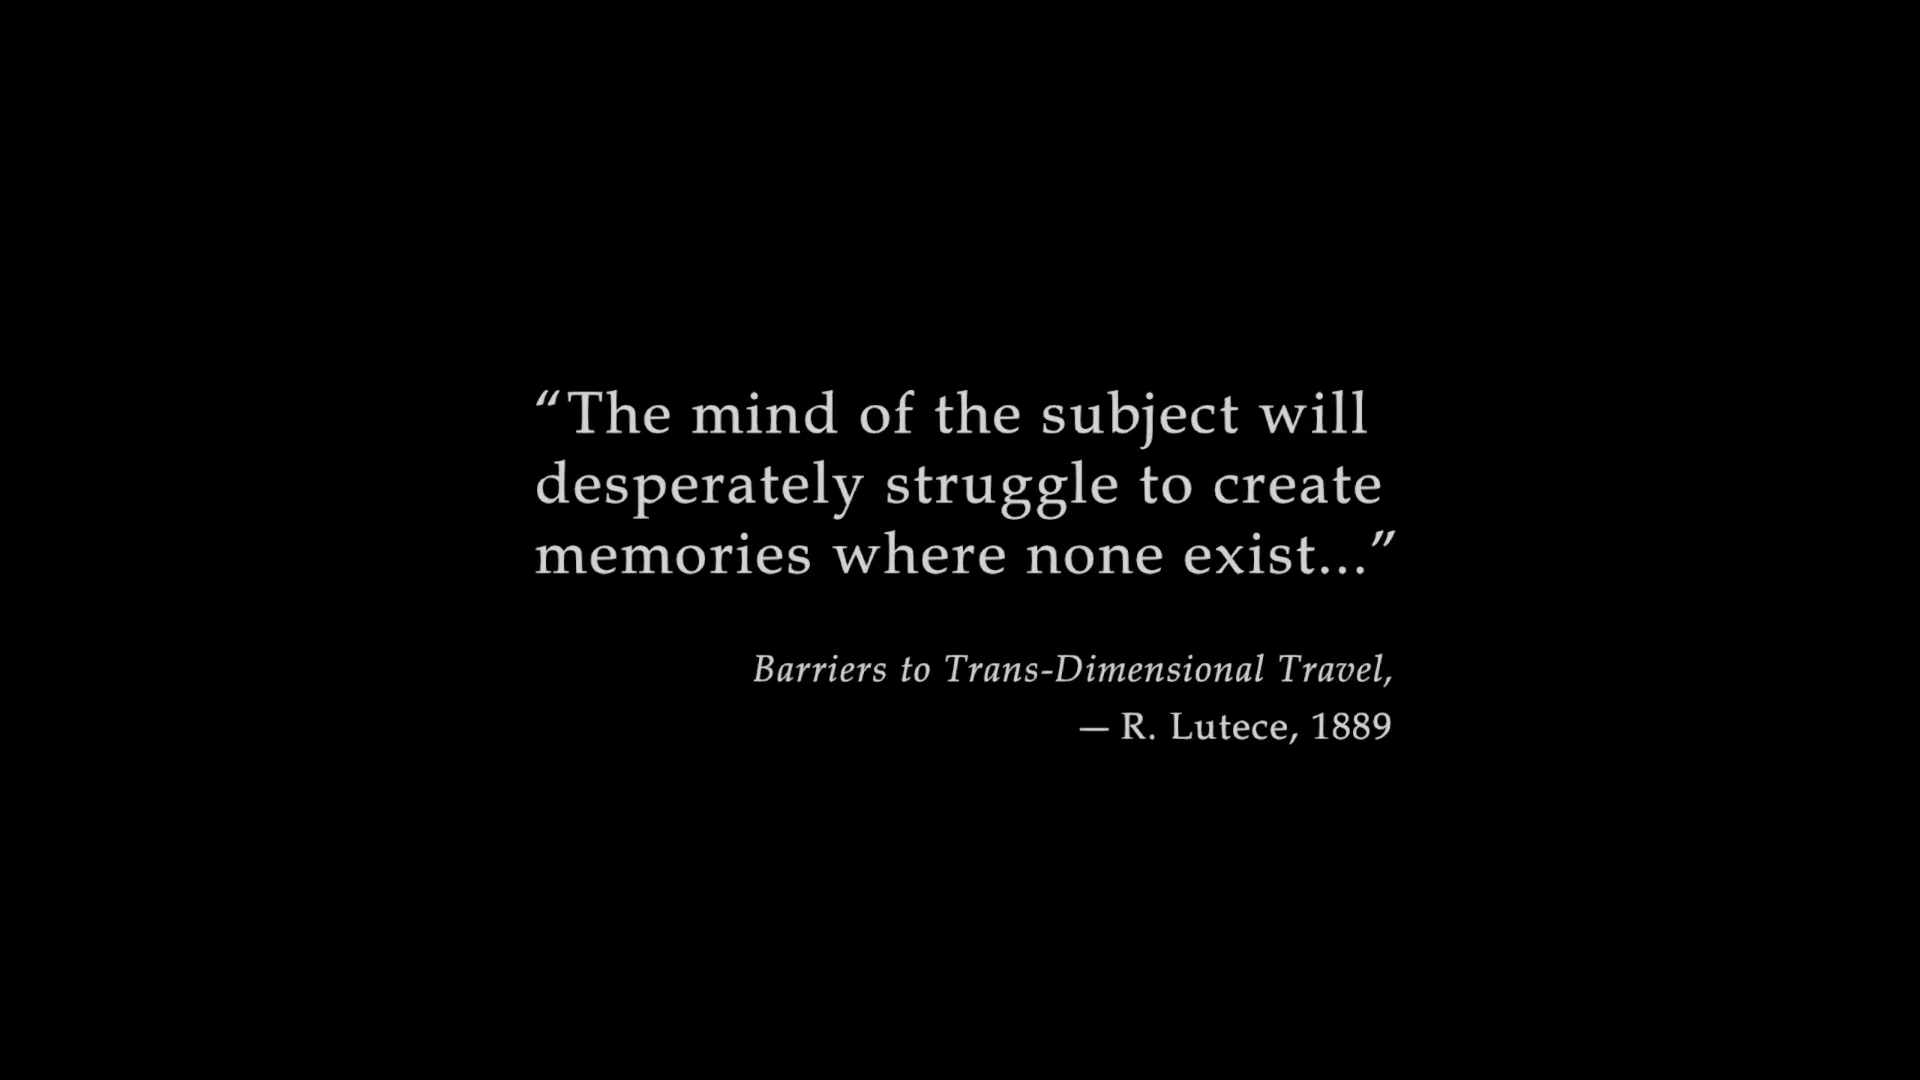 “The mind of the subject will
desperately struggle to create
memories where none exist...”
Barriers to Trans-Dimensional Travel,
— R. Lutece, 1889